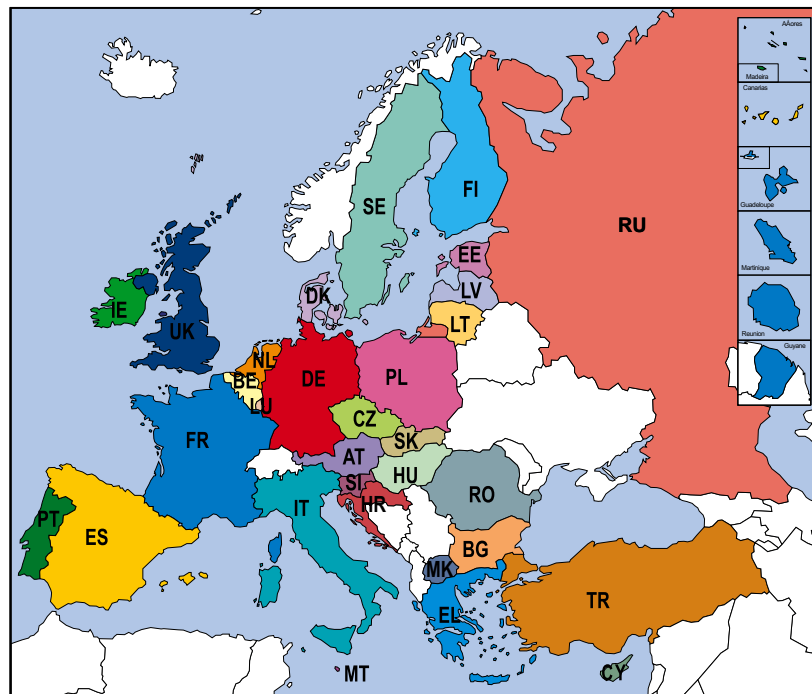 AÄores
Madeira
Canarias
Guadeloupe
Martinique
Reunion
Guyane
FI
SE
RU
EE
LV
DK
LT
IE
UK
NL
BE
DE
PL
LU
CZ
FR
SK
AT
HU
SI
HR
RO
IT
PT
ES
BG
MK
TR
EL
MT
CY